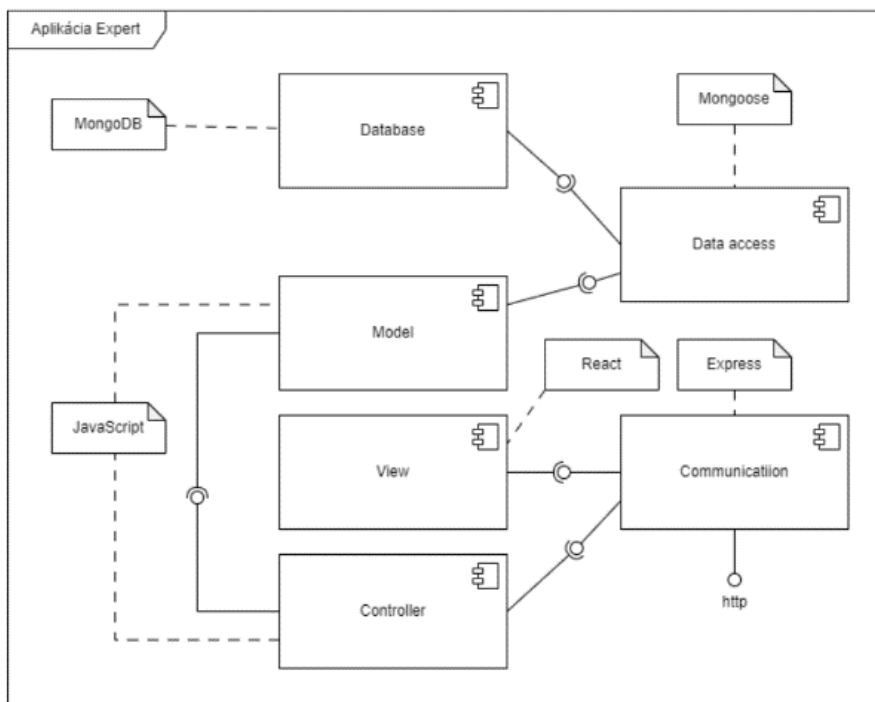 Aplikácia Expert
MongoDB
Database
Mongoose
Data access
Model
React
Express
JavaScript
View
Communicatiion
Controller
http